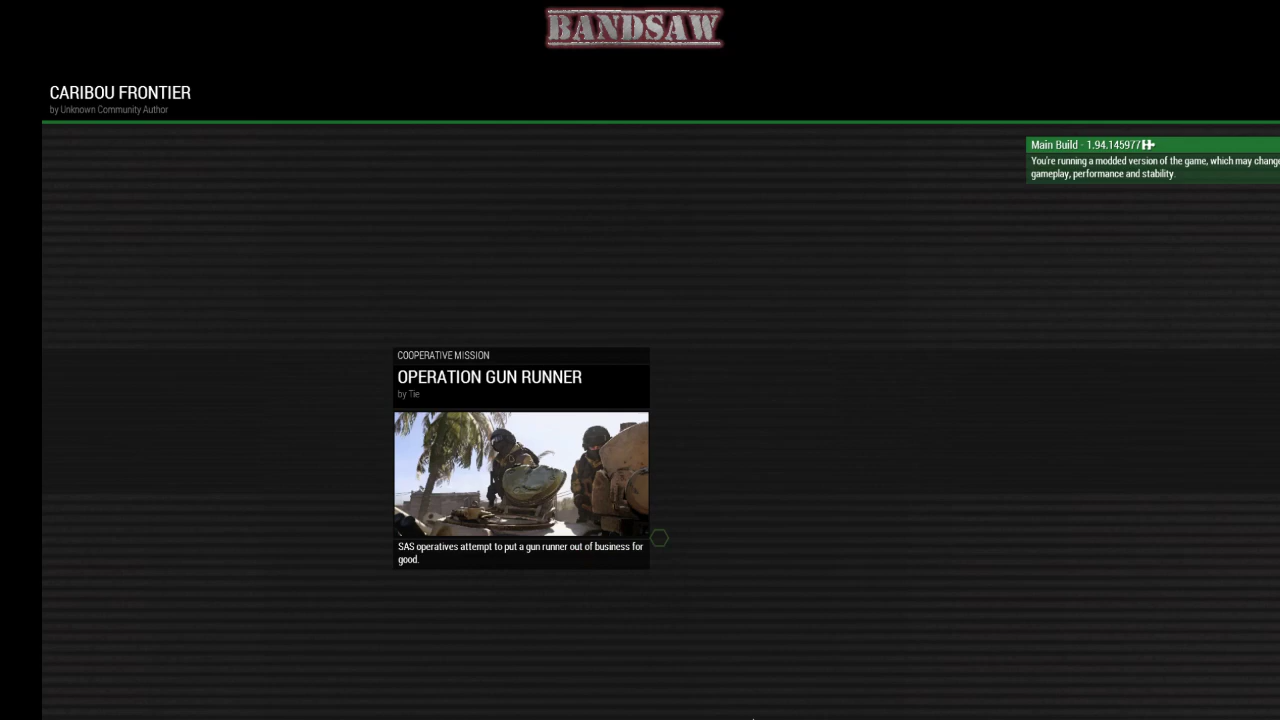 BANDSAW
CARIBOU FRONTIER
by Unknown Community Author
Main Build - 1.94.145977
You're running a modded version of the game, which may change
gameplay, performance and stability.
COOPERATIVE MISSION
OPERATION GUN RUNNER
by Tie
SAS operatives attempt to put a gun runner out of business for
good.